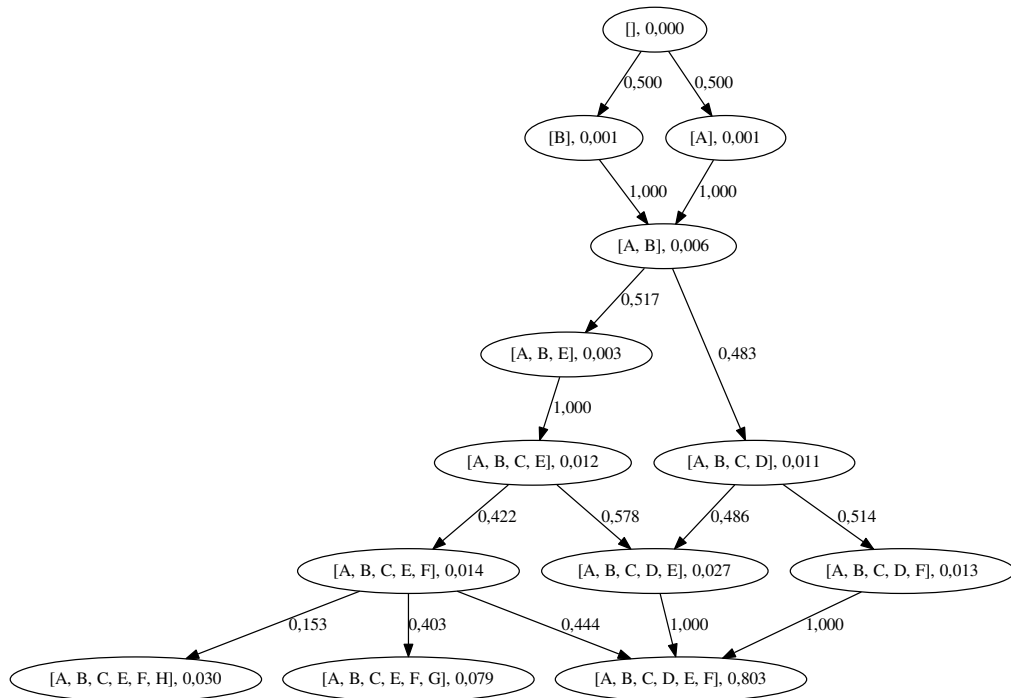 [], 0,000
0,500
0,500
[B], 0,001
[A], 0,001
1,000
1,000
[A, B], 0,006
0,517
[A, B, E], 0,003
0,483
1,000
[A, B, C, E], 0,012
[A, B, C, D], 0,011
0,422
0,578
0,486
0,514
[A, B, C, E, F], 0,014
[A, B, C, D, E], 0,027
[A, B, C, D, F], 0,013
0,153
0,403
0,444
1,000
1,000
[A, B, C, E, F, H], 0,030
[A, B, C, E, F, G], 0,079
[A, B, C, D, E, F], 0,803